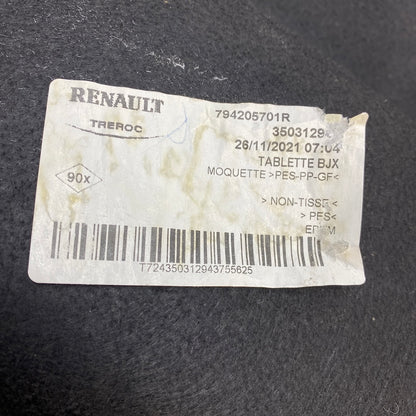 RENAULT 794205701R
TREROC 3503129
26/11/2021 07:04
TABLETTE BJX
MOQUETTE >PES-PP-GF<
90x
> NON-TISSE <
> PES<
T724350312943755625